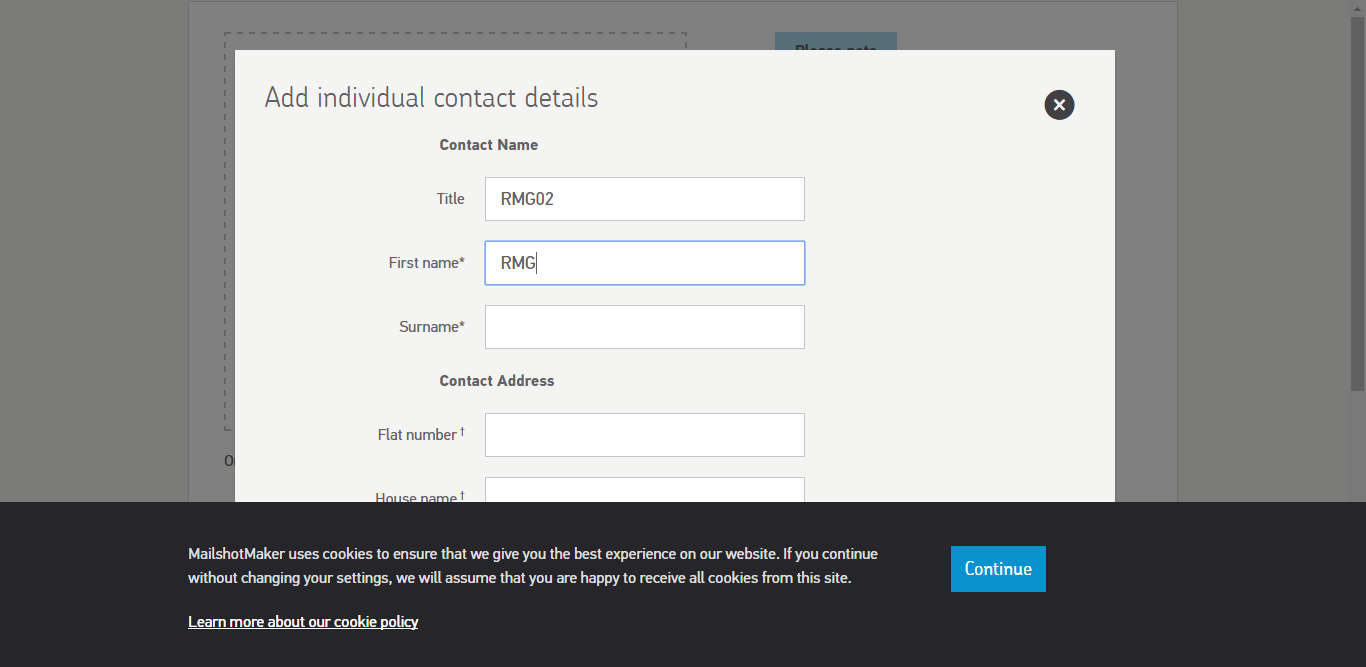 Please note
Add individual contact details
Contact Name
Title
RMG02
First name*
RMG
Surname*
Contact Address
Flat number †
House name †
MailshotMaker uses cookies to ensure that we give you the best experience on our website. If you continue
without changing your settings, we will assume that you are happy to receive all cookies from this site.
Continue
Learn more about our cookie policy